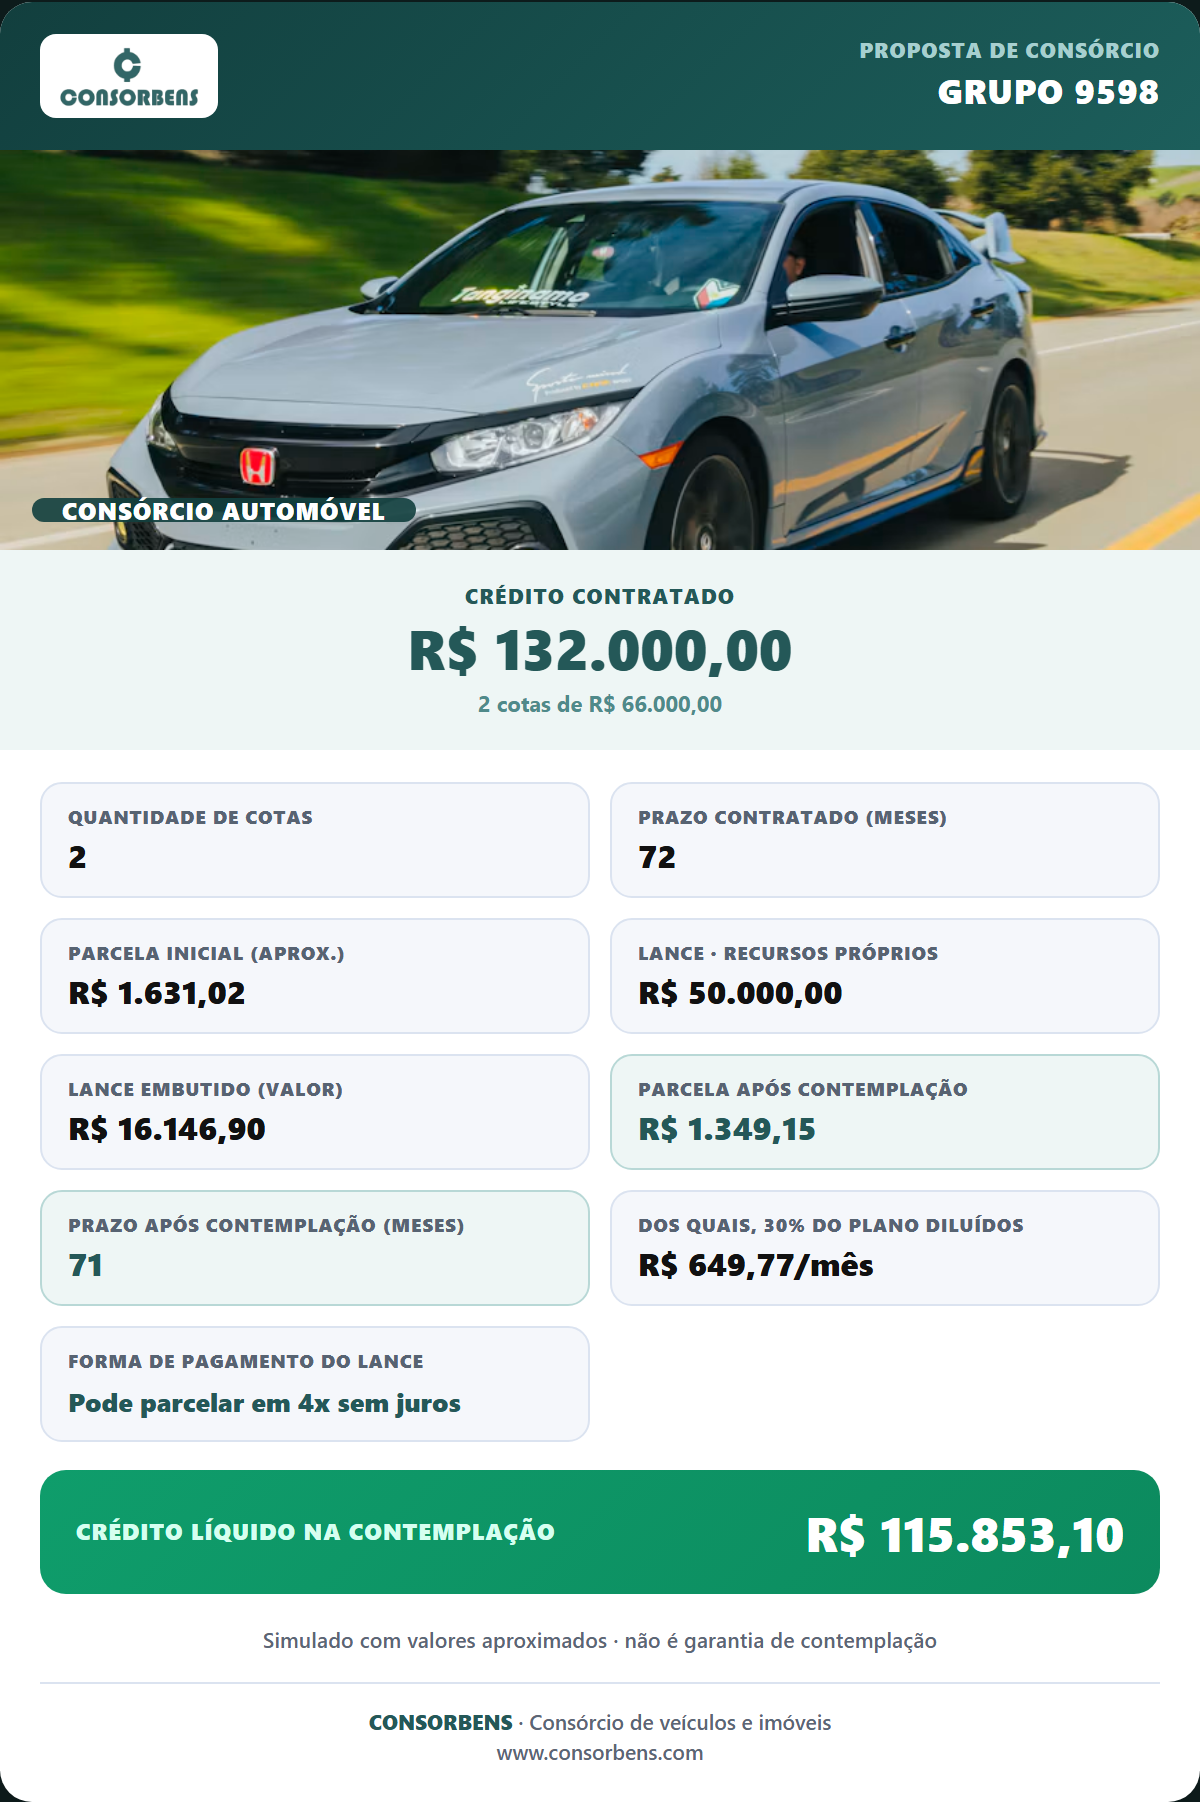 CONSORBENS
PROPOSTA DE CONSÓRCIO
GRUPO 9598
Tanginamo
CONSÓRCIO AUTOMÓVEL
CRÉDITO CONTRATADO
R$ 132.000,00
2 cotas de R$ 66.000,00
QUANTIDADE DE COTAS
2
PRAZO CONTRATADO (MESES)
72
PARCELA INICIAL (APROX.)
R$ 1.631,02
LANCE · RECURSOS PRÓPRIOS
R$ 50.000,00
LANCE EMBUTIDO (VALOR)
R$ 16.146,90
PARCELA APÓS CONTEMPLAÇÃO
R$ 1.349,15
PRAZO APÓS CONTEMPLAÇÃO (MESES)
71
DOS QUAIS, 30% DO PLANO DILUÍDOS
R$ 649,77/mês
FORMA DE PAGAMENTO DO LANCE
Pode parcelar em 4x sem juros
CRÉDITO LÍQUIDO NA CONTEMPLAÇÃO
R$ 115.853,10
Simulado com valores aproximados · não é garantia de contemplação
CONSORBENS · Consórcio de veículos e imóveis
www.consorbens.com